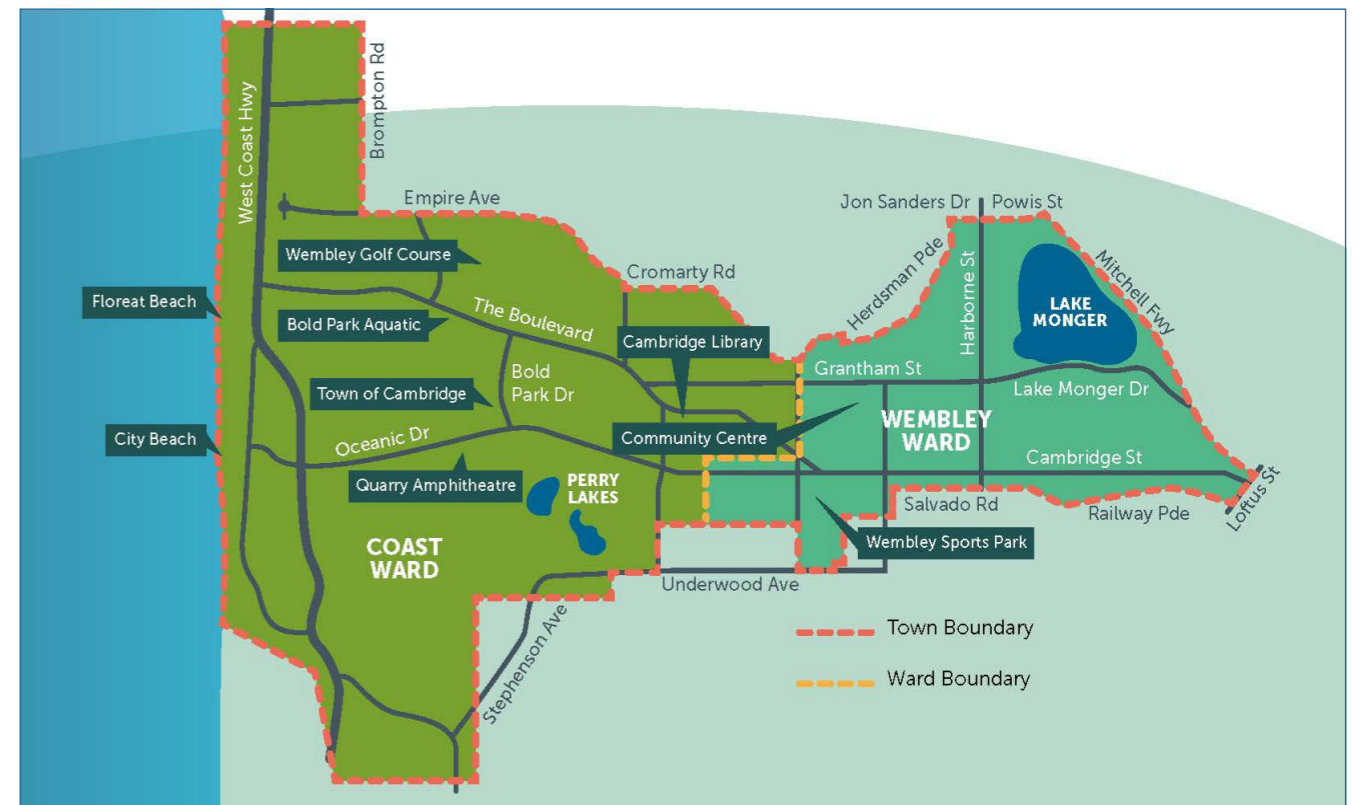 West Coast Hwy
Brompton Rd
Empire Ave
Jon Sanders Dr
Powis St
Wembley Golf Course
Cromarty Rd
Herdsman Pde
Harborne St
Mitchell Fwy
Floreat Beach
LAKE
MONGER
The Boulevard
Bold Park Aquatic
Cambridge Library
Grantham St
Bold
Park Dr
Lake Monger Dr
Town of Cambridge
WEMBLEY
WARD
City Beach
Oceanic Dr
Community Centre
Cambridge St
Quarry Amphitheatre
PERRY
LAKES
Salvado Rd
Railway Pde
Loftus St
COAST
WARD
Wembley Sports Park
Underwood Ave
Stephenson Ave
Town Boundary
Ward Boundary